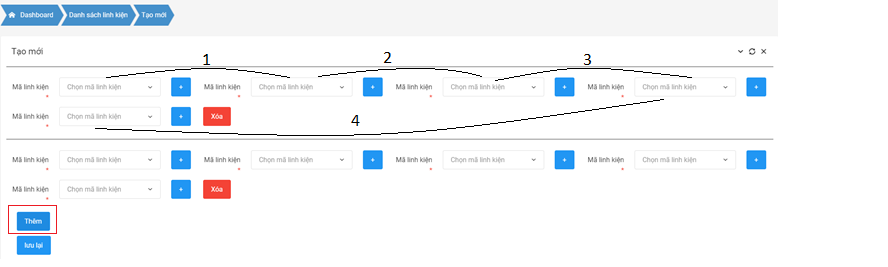 Dashboard Danh sách linh kiện Tạo mới
Tạo mới
1 2 3
Mã linh kiện * Chọn mã linh kiện + Mã linh kiện * Chọn mã linh kiện + Mã linh kiện * Chọn mã linh kiện + Mã linh kiện * Chọn mã linh kiện +
Mã linh kiện * Chọn mã linh kiện + Xóa 4
Mã linh kiện * Chọn mã linh kiện + Mã linh kiện * Chọn mã linh kiện + Mã linh kiện * Chọn mã linh kiện + Mã linh kiện * Chọn mã linh kiện +
Mã linh kiện * Chọn mã linh kiện + Xóa
Thêm
lưu lại